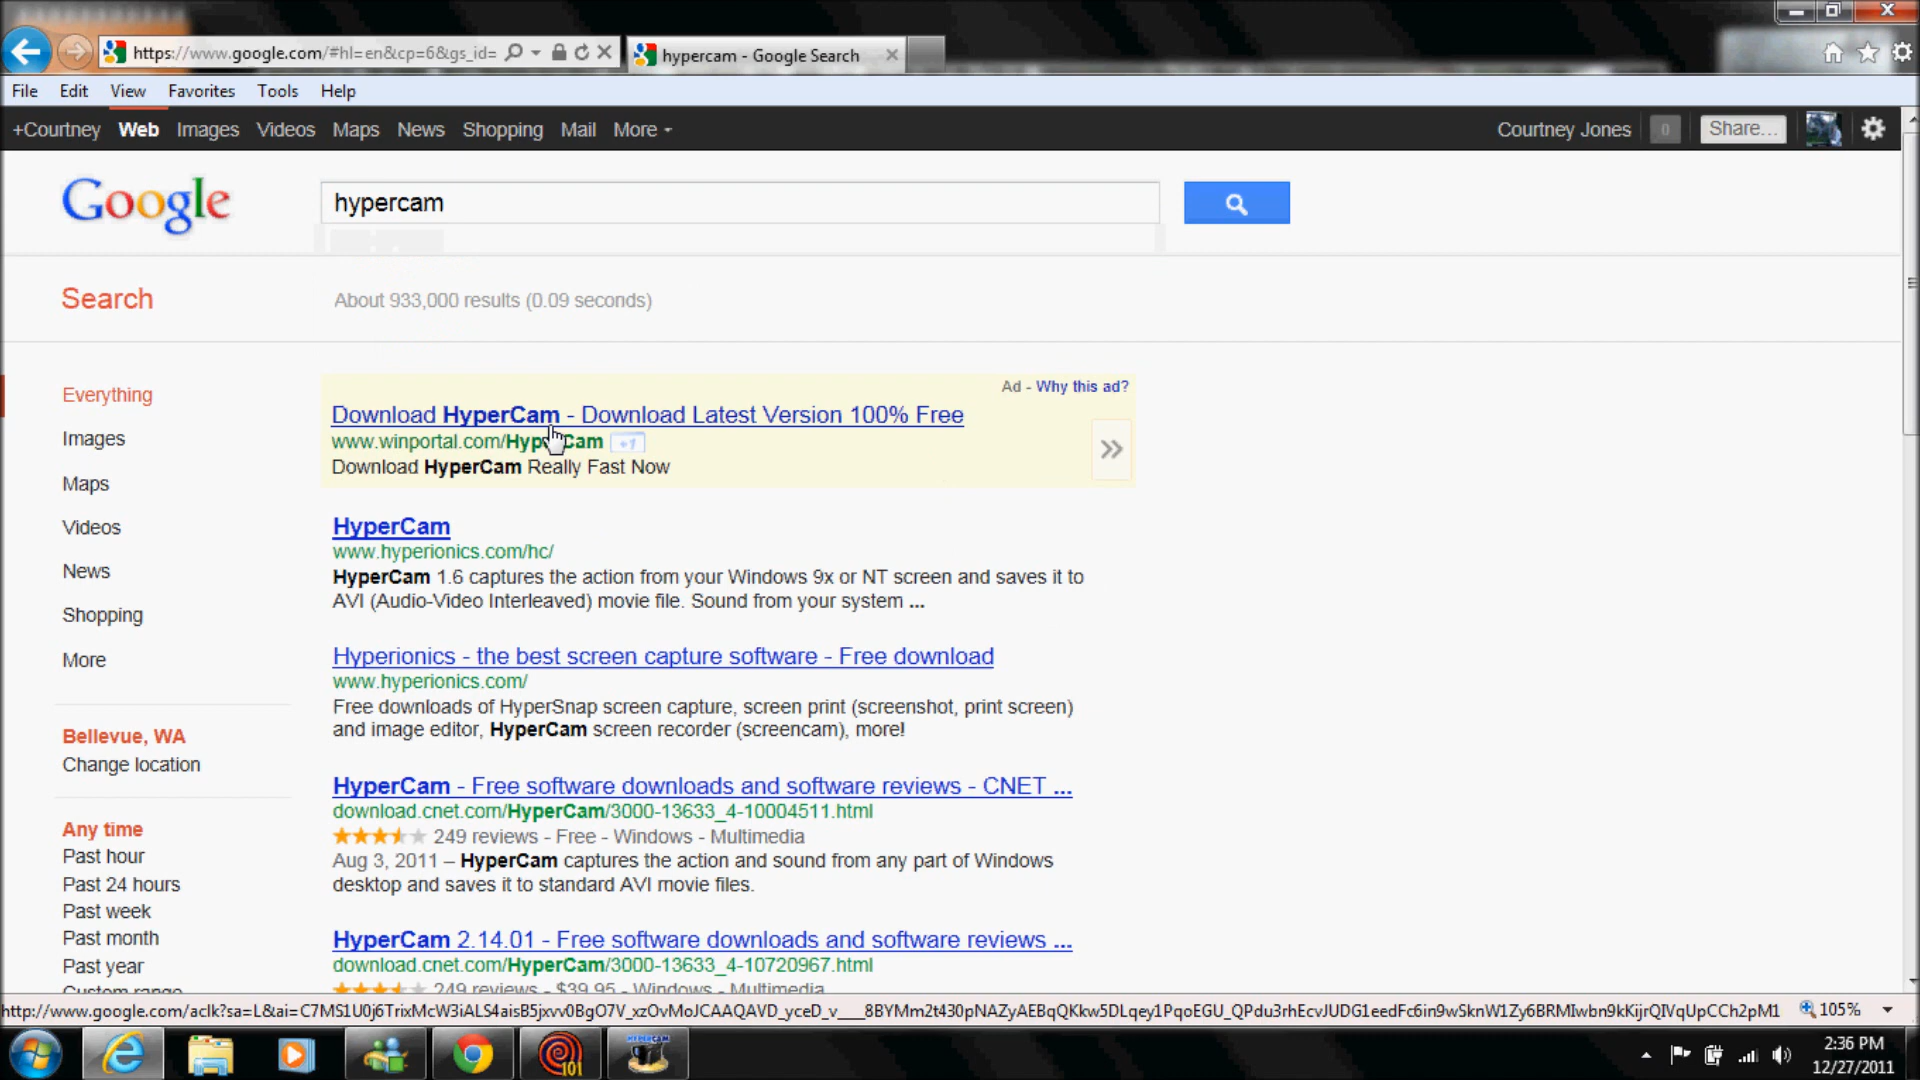 https://www.google.com/#hl=en&cp=6&gs_id=
hypercam - Google Search
File Edit View Favorites Tools Help
+Courtney Web Images Videos Maps News Shopping Mail More
Courtney Jones 0 Share...
Google
hypercam
Search
About 933,000 results (0.09 seconds)
Everything
Images
Maps
Videos
News
Shopping
More
Bellevue, WA
Change location
Any time
Past hour
Past 24 hours
Past week
Past month
Past year
Custom range
Ad - Why this ad?
Download HyperCam - Download Latest Version 100% Free
www.winportal.com/HyperCam +1
Download HyperCam Really Fast Now
HyperCam
www.hyperionics.com/hc/
HyperCam 1.6 captures the action from your Windows 9x or NT screen and saves it to
AVI (Audio-Video Interleaved) movie file. Sound from your system ...
Hyperionics - the best screen capture software - Free download
www.hyperionics.com/
Free downloads of HyperSnap screen capture, screen print (screenshot, print screen)
and image editor, HyperCam screen recorder (screencam), more!
HyperCam - Free software downloads and software reviews - CNET ...
download.cnet.com/HyperCam/3000-13633_4-10004511.html
249 reviews - Free - Windows - Multimedia
Aug 3, 2011 – HyperCam captures the action and sound from any part of Windows
desktop and saves it to standard AVI movie files.
HyperCam 2.14.01 - Free software downloads and software reviews ...
download.cnet.com/HyperCam/3000-13633_4-10720967.html
249 reviews - $39.95 - Windows - Multimedia
105%
HYPERCAM
101
2:36 PM
12/27/2011